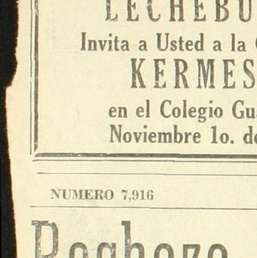 LECHEBU
Invita a Usted a la
KERMES
en el Colegio Gu
Noviembre 1o. de
NUMERO 7,916